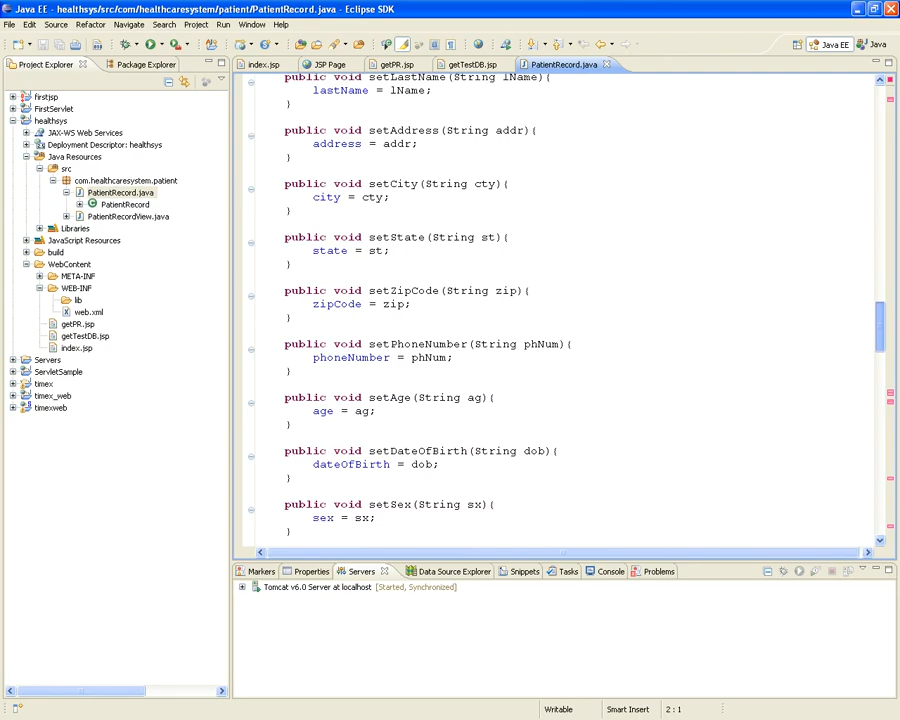 Java EE - healthsys/src/com/healthcaresystem/patient/PatientRecord.java - Eclipse SDK
File Edit Source Refactor Navigate Search Project Run Window Help
Java EE Java
Project Explorer Package Explorer
index.jsp JSP Page getPR.jsp getTestDB.jsp PatientRecord.java
firstjsp
FirstServlet
healthsys
JAX-WS Web Services
Deployment Descriptor: healthsys
Java Resources
src
com.healthcaresystem.patient
PatientRecord.java
PatientRecord
PatientRecordView.java
Libraries
JavaScript Resources
build
WebContent
META-INF
WEB-INF
lib
web.xml
getPR.jsp
getTestDB.jsp
index.jsp
Servers
ServletSample
timex
timex_web
timexweb
public void setLastName(String lName){
lastName = lName;
}
public void setAddress(String addr){
address = addr;
}
public void setCity(String cty){
city = cty;
}
public void setState(String st){
state = st;
}
public void setZipCode(String zip){
zipCode = zip;
}
public void setPhoneNumber(String phNum){
phoneNumber = phNum;
}
public void setAge(String ag){
age = ag;
}
public void setDateOfBirth(String dob){
dateOfBirth = dob;
}
public void setSex(String sx){
sex = sx;
}
Markers Properties Servers Data Source Explorer Snippets Tasks Console Problems
Tomcat v6.0 Server at localhost [Started, Synchronized]
Writable Smart Insert 2 : 1